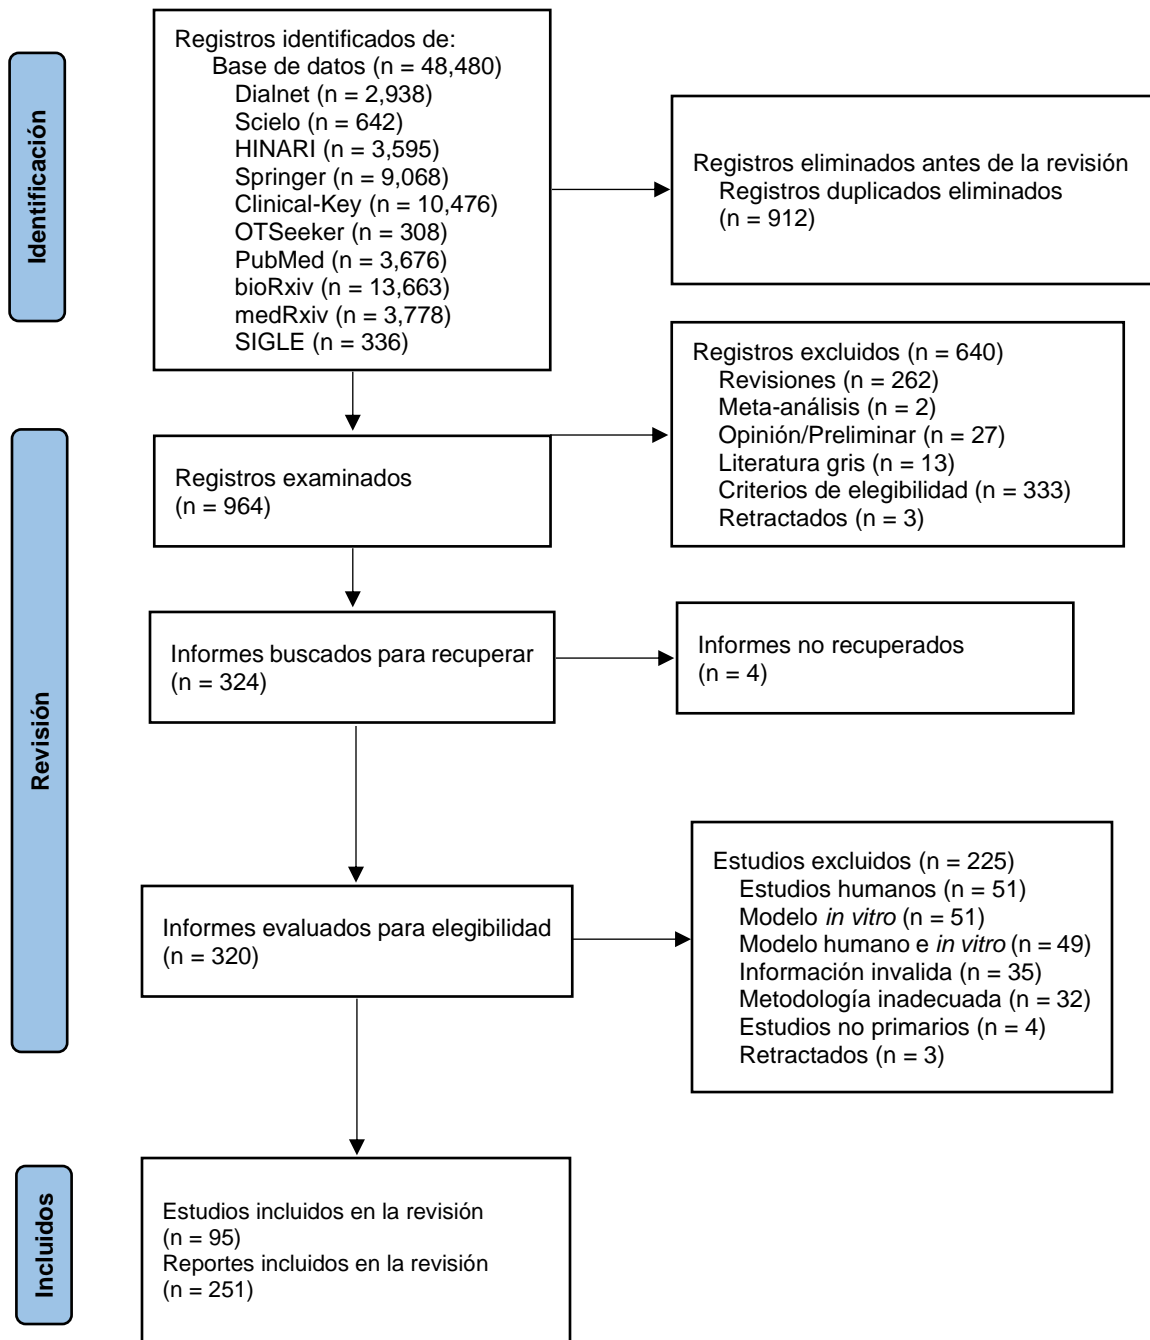 Identificación
Registros identificados de:
Base de datos (n = 48,480)
Dialnet (n = 2,938)
Scielo (n = 642)
HINARI (n = 3,595)
Springer (n = 9,068)
Clinical-Key (n = 10,476)
OTSeeker (n = 308)
PubMed (n = 3,676)
bioRxiv (n = 13,663)
medRxiv (n = 3,778)
SIGLE (n = 336)
Registros eliminados antes de la revisión
Registros duplicados eliminados
(n = 912)
Revisión
Registros examinados
(n = 964)
Registros excluidos (n = 640)
Revisiones (n = 262)
Meta-análisis (n = 2)
Opinión/Preliminar (n = 27)
Literatura gris (n = 13)
Criterios de elegibilidad (n = 333)
Retractados (n = 3)
Informes buscados para recuperar
(n = 324)
Informes no recuperados
(n = 4)
Informes evaluados para elegibilidad
(n = 320)
Estudios excluidos (n = 225)
Estudios humanos (n = 51)
Modelo in vitro (n = 51)
Modelo humano e in vitro (n = 49)
Información invalida (n = 35)
Metodología inadecuada (n = 32)
Estudios no primarios (n = 4)
Retractados (n = 3)
Incluidos
Estudios incluidos en la revisión
(n = 95)
Reportes incluidos en la revisión
(n = 251)